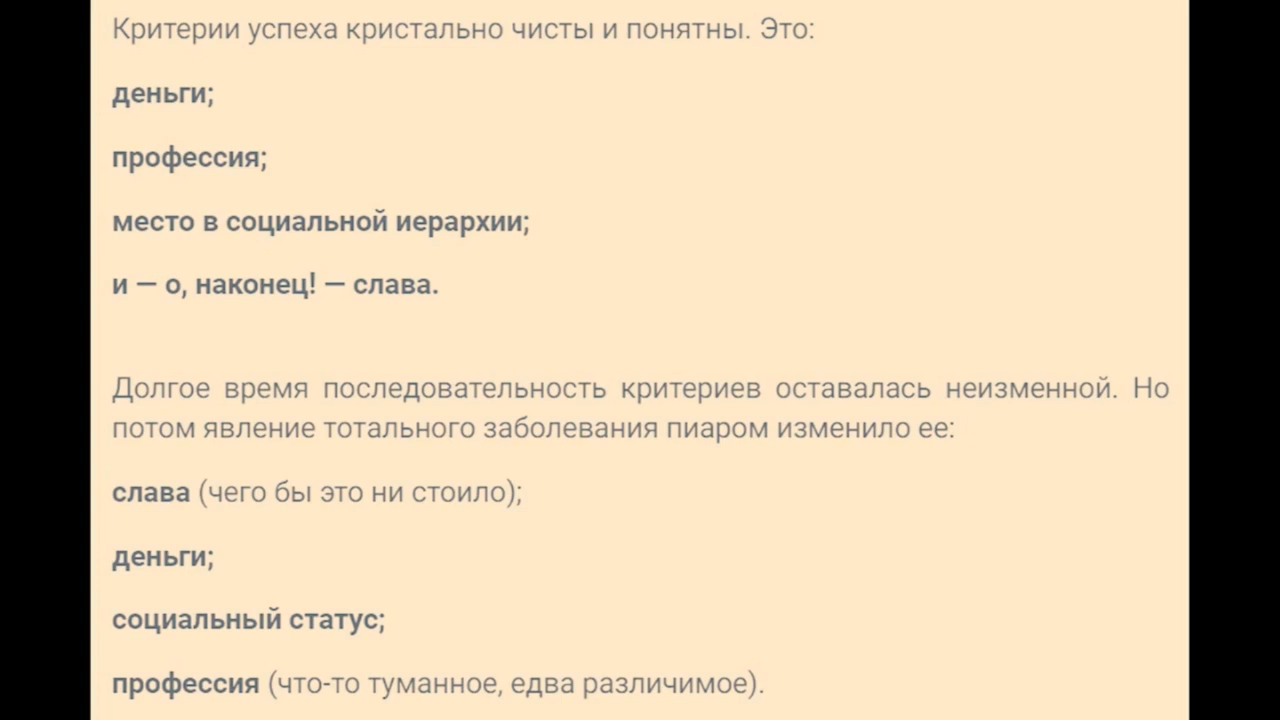 Критерии успеха кристально чисты и понятны. Это:
деньги;
профессия;
место в социальной иерархии;
и — о, наконец! — слава.
Долгое время последовательность критериев оставалась неизменной. Но
потом явление тотального заболевания пиаром изменило ее:
слава (чего бы это ни стоило);
деньги;
социальный статус;
профессия (что-то туманное, едва различимое).